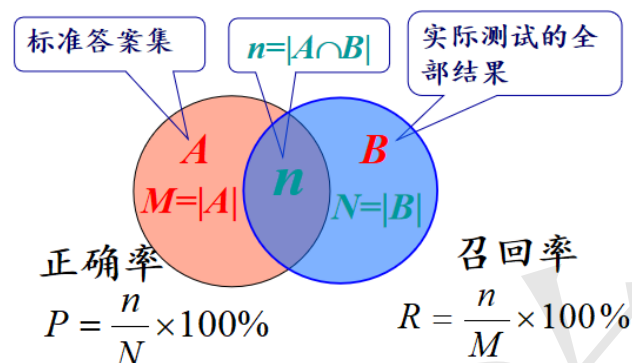 标准答案集
n=|A∩B|
实际测试的全
部结果
A
B
n
M=|A|
N=|B|
正确率
召回率
P = n/N ×100%
R = n/M ×100%